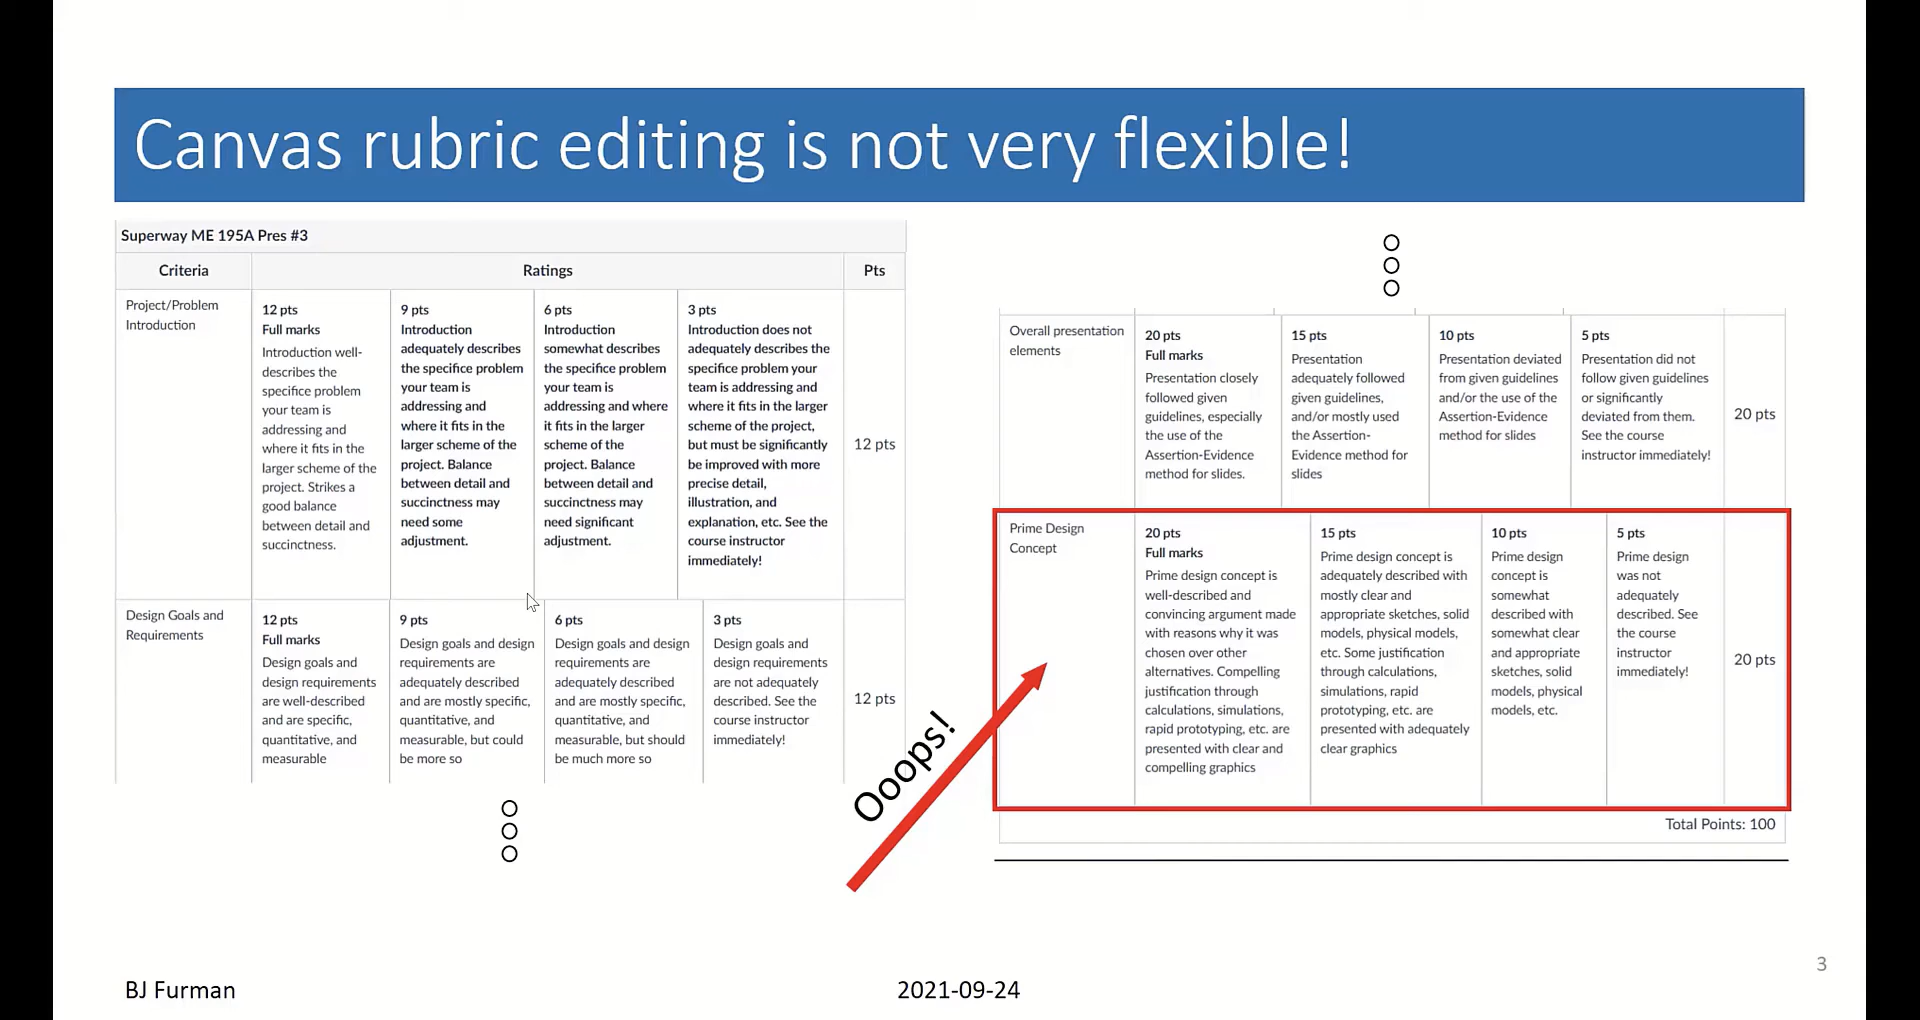 Canvas rubric editing is not very flexible!
Superway ME 195A Pres #3
Criteria
Ratings
Pts
Project/Problem
Introduction
12 pts
Full marks
Introduction well-
describes the
specifice problem
your team is
addressing and
where it fits in the
larger scheme of the
project. Strikes a
good balance
between detail and
succinctness.
9 pts
Introduction
adequately describes
the specifice problem
your team is
addressing and
where it fits in the
larger scheme of the
project. Balance
between detail and
succinctness may
need some
adjustment.
6 pts
Introduction
somewhat describes
the specifice problem
your team is
addressing and where
it fits in the larger
scheme of the
project. Balance
between detail and
succinctness may
need significant
adjustment.
3 pts
Introduction does not
adequately describes the
specifice problem your
team is addressing and
where it fits in the larger
scheme of the project,
but must be significantly
be improved with more
precise detail,
illustration, and
explanation, etc. See the
course instructor
immediately!
12 pts
Design Goals and
Requirements
12 pts
Full marks
Design goals and
design requirements
are well-described
and are specific,
quantitative, and
measurable
9 pts
Design goals and design
requirements are
adequately described
and are mostly specific,
quantitative, and
measurable, but could
be more so
6 pts
Design goals and design
requirements are
adequately described
and are mostly specific,
quantitative, and
measurable, but should
be much more so
3 pts
Design goals and
design requirements
are not adequately
described. See the
course instructor
immediately!
12 pts
Overall presentation
elements
20 pts
Full marks
Presentation closely
followed given
guidelines, especially
the use of the
Assertion-Evidence
method for slides.
15 pts
Presentation
adequately followed
given guidelines,
and/or mostly used
the Assertion-
Evidence method for
slides
10 pts
Presentation deviated
from given guidelines
and/or the use of the
Assertion-Evidence
method for slides
5 pts
Presentation did not
follow given guidelines
or significantly
deviated from them.
See the course
instructor immediately!
20 pts
Prime Design
Concept
20 pts
Full marks
Prime design concept is
well-described and
convincing argument made
with reasons why it was
chosen over other
alternatives. Compelling
justification through
calculations, simulations,
rapid prototyping, etc. are
presented with clear and
compelling graphics
15 pts
Prime design concept is
adequately described with
mostly clear and
appropriate sketches, solid
models, physical models,
etc. Some justification
through calculations,
simulations, rapid
prototyping, etc. are
presented with adequately
clear graphics
10 pts
Prime design
concept is
somewhat
described with
somewhat clear
and appropriate
sketches, solid
models, physical
models, etc.
5 pts
Prime design
was not
adequately
described. See
the course
instructor
immediately!
20 pts
Total Points: 100
Ooops!
BJ Furman
2021-09-24
3